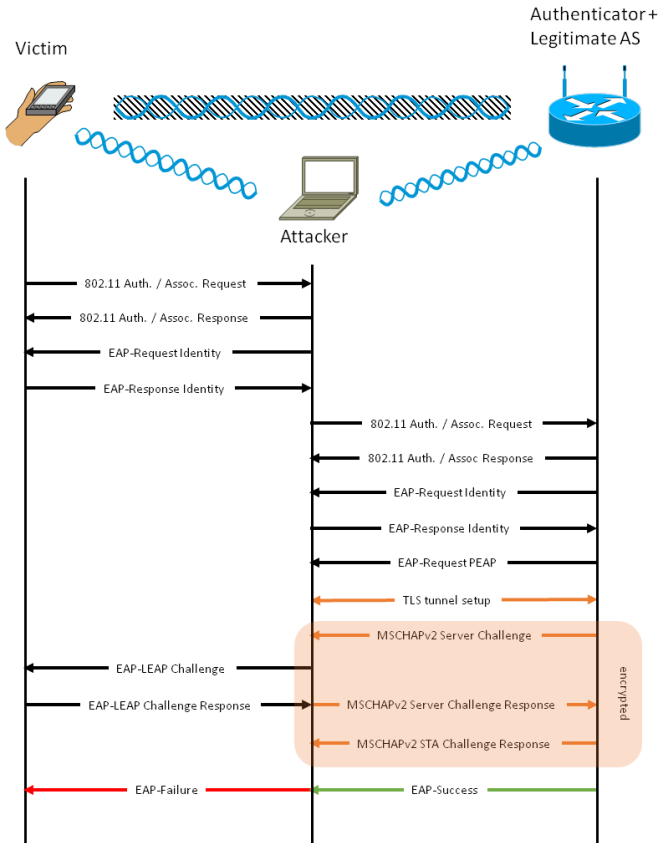 Authenticator+
Legitimate AS
Victim
Attacker
802.11 Auth. / Assoc. Request
802.11 Auth. / Assoc. Response
EAP-Request Identity
EAP-Response Identity
802.11 Auth. / Assoc. Request
802.11 Auth. / Assoc Response
EAP-Request Identity
EAP-Response Identity
EAP-Request PEAP
TLS tunnel setup
MSCHAPv2 Server Challenge
EAP-LEAP Challenge
encrypted
EAP-LEAP Challenge Response
MSCHAPv2 Server Challenge Response
MSCHAPv2 STA Challenge Response
EAP-Failure
EAP-Success